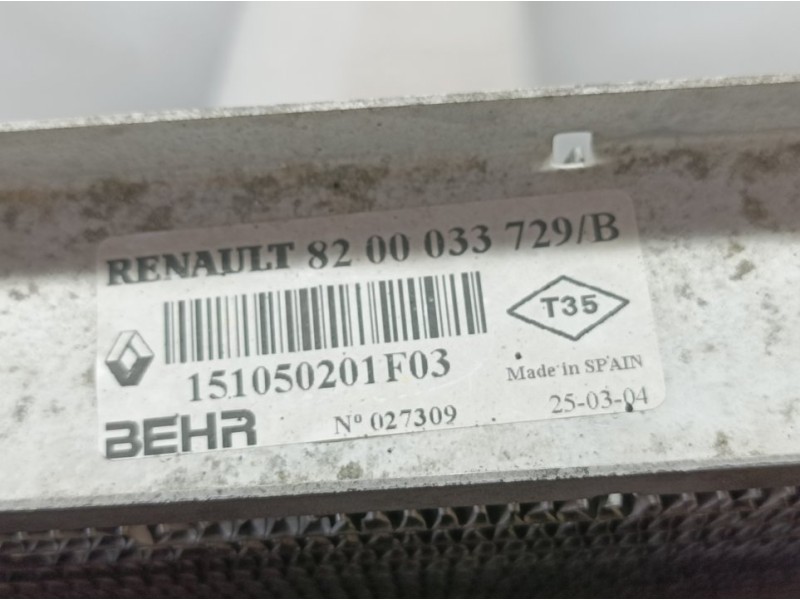 RENAULT 82 00 033 729/B
T35
151050201F03
Made in SPAIN
BEHR
Nº 027309
25-03-04